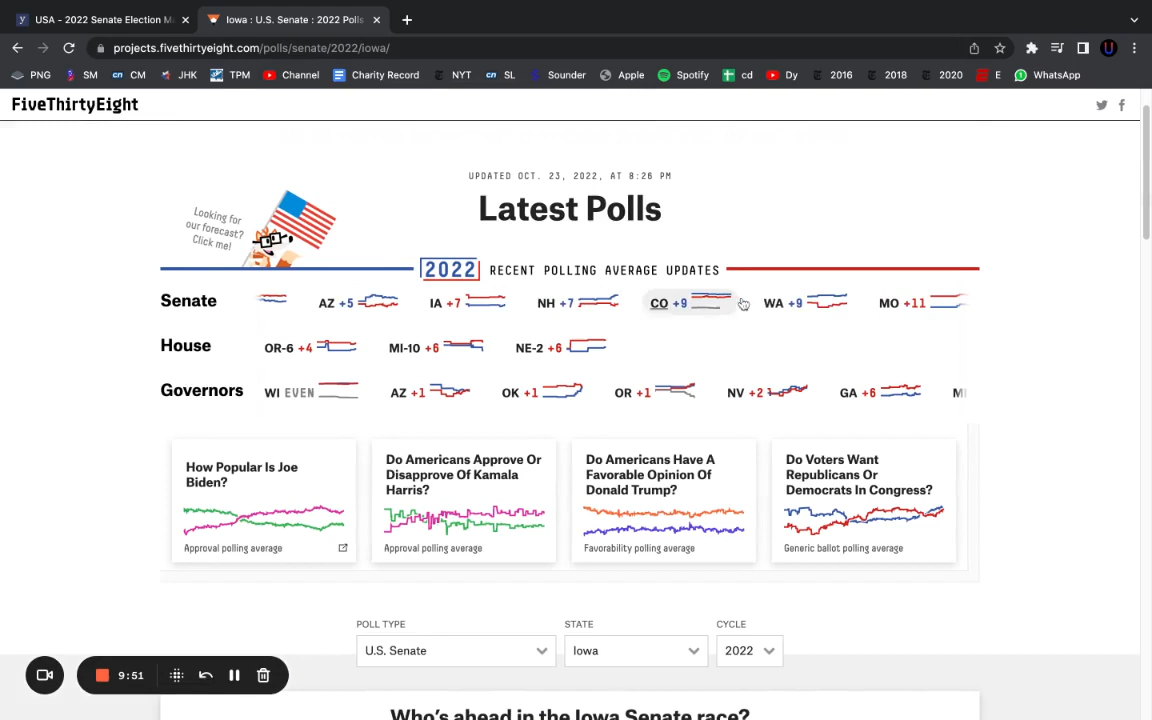 USA - 2022 Senate Election M
Iowa : U.S. Senate : 2022 Polls
projects.fivethirtyeight.com/polls/senate/2022/iowa/
PNG SM CM JHK TPM Channel Charity Record NYT SL Sounder Apple Spotify cd Dy 2016 2018 2020 E WhatsApp
FiveThirtyEight
UPDATED OCT. 23, 2022, AT 8:26 PM
Latest Polls
Looking for
our forecast?
Click me!
2022 RECENT POLLING AVERAGE UPDATES
Senate AZ +5 IA +7 NH +7 CO +9 WA +9 MO +11
House OR-6 +4 MI-10 +6 NE-2 +6
Governors WI EVEN AZ +1 OK +1 OR +1 NV +2 GA +6 MI
How Popular Is Joe
Biden?
Approval polling average
Do Americans Approve Or
Disapprove Of Kamala
Harris?
Approval polling average
Do Americans Have A
Favorable Opinion Of
Donald Trump?
Favorability polling average
Do Voters Want
Republicans Or
Democrats In Congress?
Generic ballot polling average
POLL TYPE STATE CYCLE
U.S. Senate Iowa 2022
9:51
Who's ahead in the Iowa Senate race?